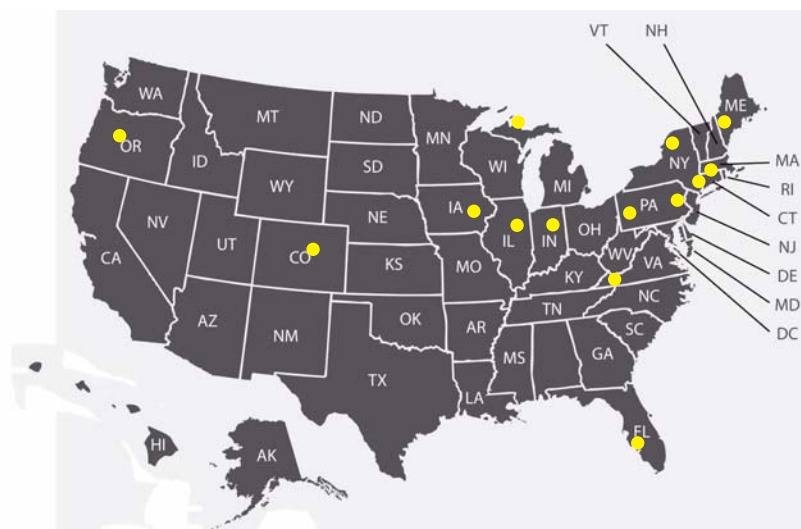 VT NH
WA
ME
MT ND
OR MN
ID SD WI NY MA
WY MI RI
IA PA CT
NE
NV IL IN OH NJ
UT CO WV DE
CA KS MO KY VA MD
TN NC DC
AZ NM OK AR SC
MS GA
TX LA
HI AK FL